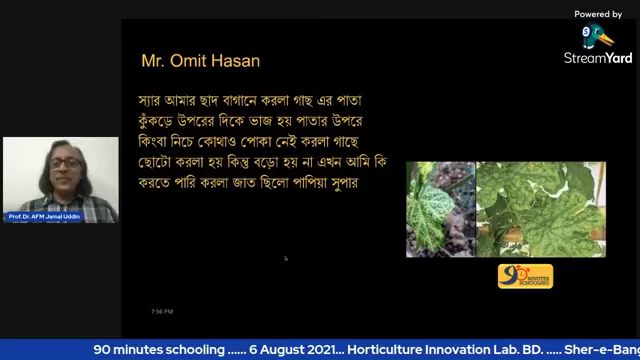 Powered by
StreamYard
Mr. Omit Hasan
স্যার আমার ছাদ বাগানে করলা গাছ এর পাতা
কুঁকড়ে উপরের দিকে ভাজ হয় পাতার উপরে
কিংবা নিচে কোথাও পোকা নেই করলা গাছে
ছোটো করলা হয় কিন্তু বড়ো হয় না এখন আমি কি
করতে পারি করলা জাত ছিলো পাপিয়া সুপার
Prof. Dr. AFM Jamal Uddin
90 MINUTES
SCHOOLING
২
7:56 PM
90 minutes schooling ...... 6 August 2021... Horticulture Innovation Lab. BD. ..... Sher-e-Bang